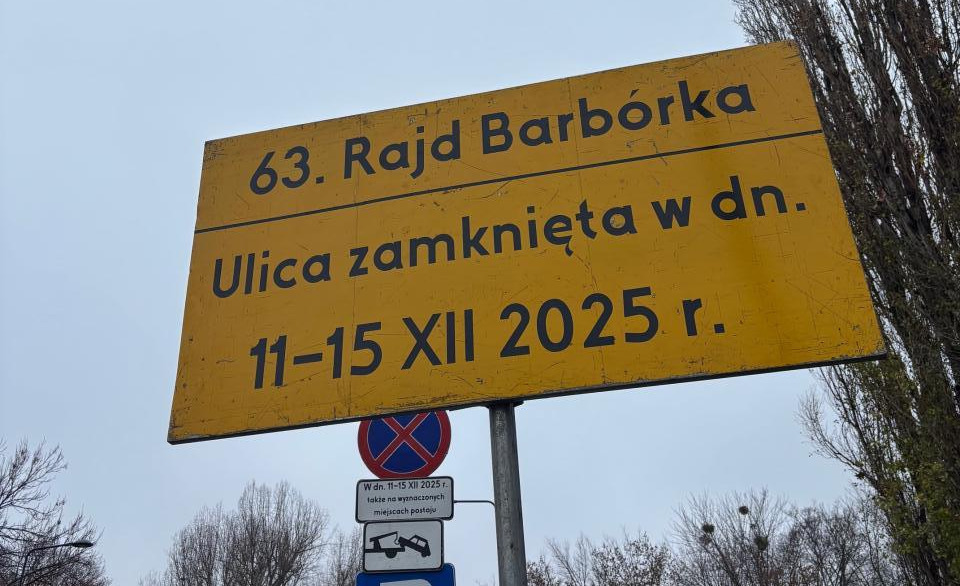 63. Rajd Barbórka
Ulica zamknięta w dn.
11–15 XII 2025 r.
W dn. 11-15 XII 2025 r.
także na wyznaczonych
miejscach postoju